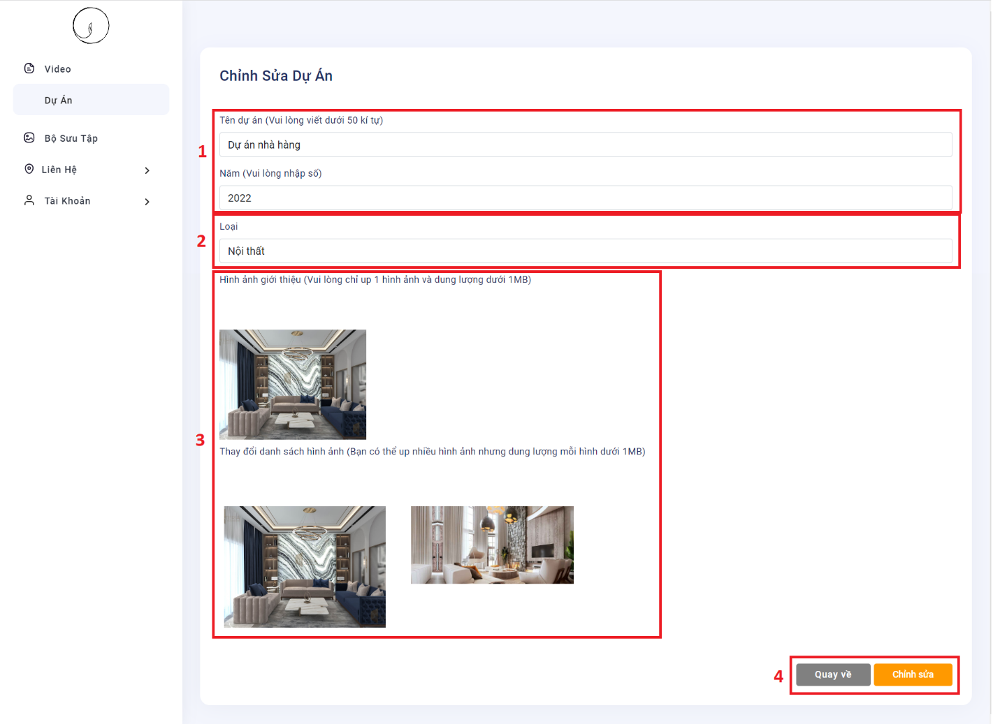 Video
Dự Án
Bộ Sưu Tập
Liên Hệ
Tài Khoản
Chỉnh Sửa Dự Án
1
Tên dự án (Vui lòng viết dưới 50 kí tự)
Dự án nhà hàng
Năm (Vui lòng nhập số)
2022
2
Loại
Nội thất
3
Hình ảnh giới thiệu (Vui lòng chỉ up 1 hình ảnh và dung lượng dưới 1MB)
Thay đổi danh sách hình ảnh (Bạn có thể up nhiều hình ảnh nhưng dung lượng mỗi hình dưới 1MB)
4
Quay về
Chỉnh sửa